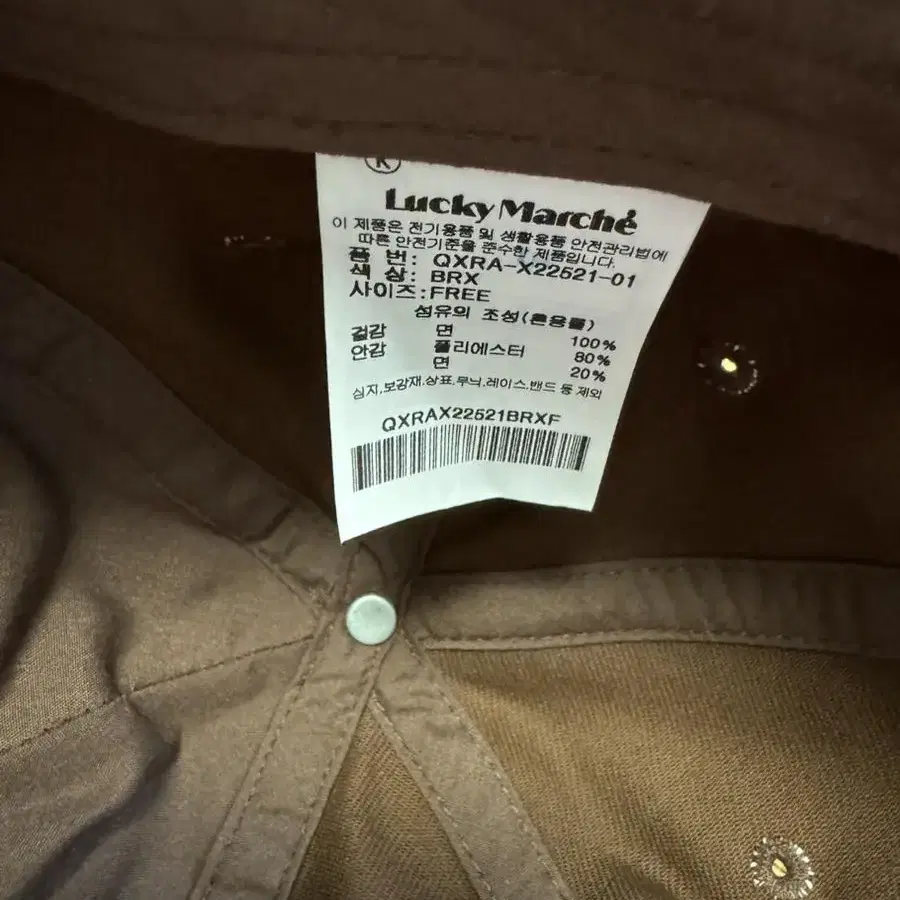 K
Lucky Marché
이 제품은 전기용품 및 생활용품 안전관리법에
따른 안전기준을 준수한 제품입니다.
품 번: QXRA-X22521-01
색 상: BRX
사이즈:FREE
섬유의 조성(혼용률)
겉감 면 100%
안감 폴리에스터 80%
면 20%
심지,보강재,상표,무늬,레이스,밴드 등 제외
QXRAX22521BRXF